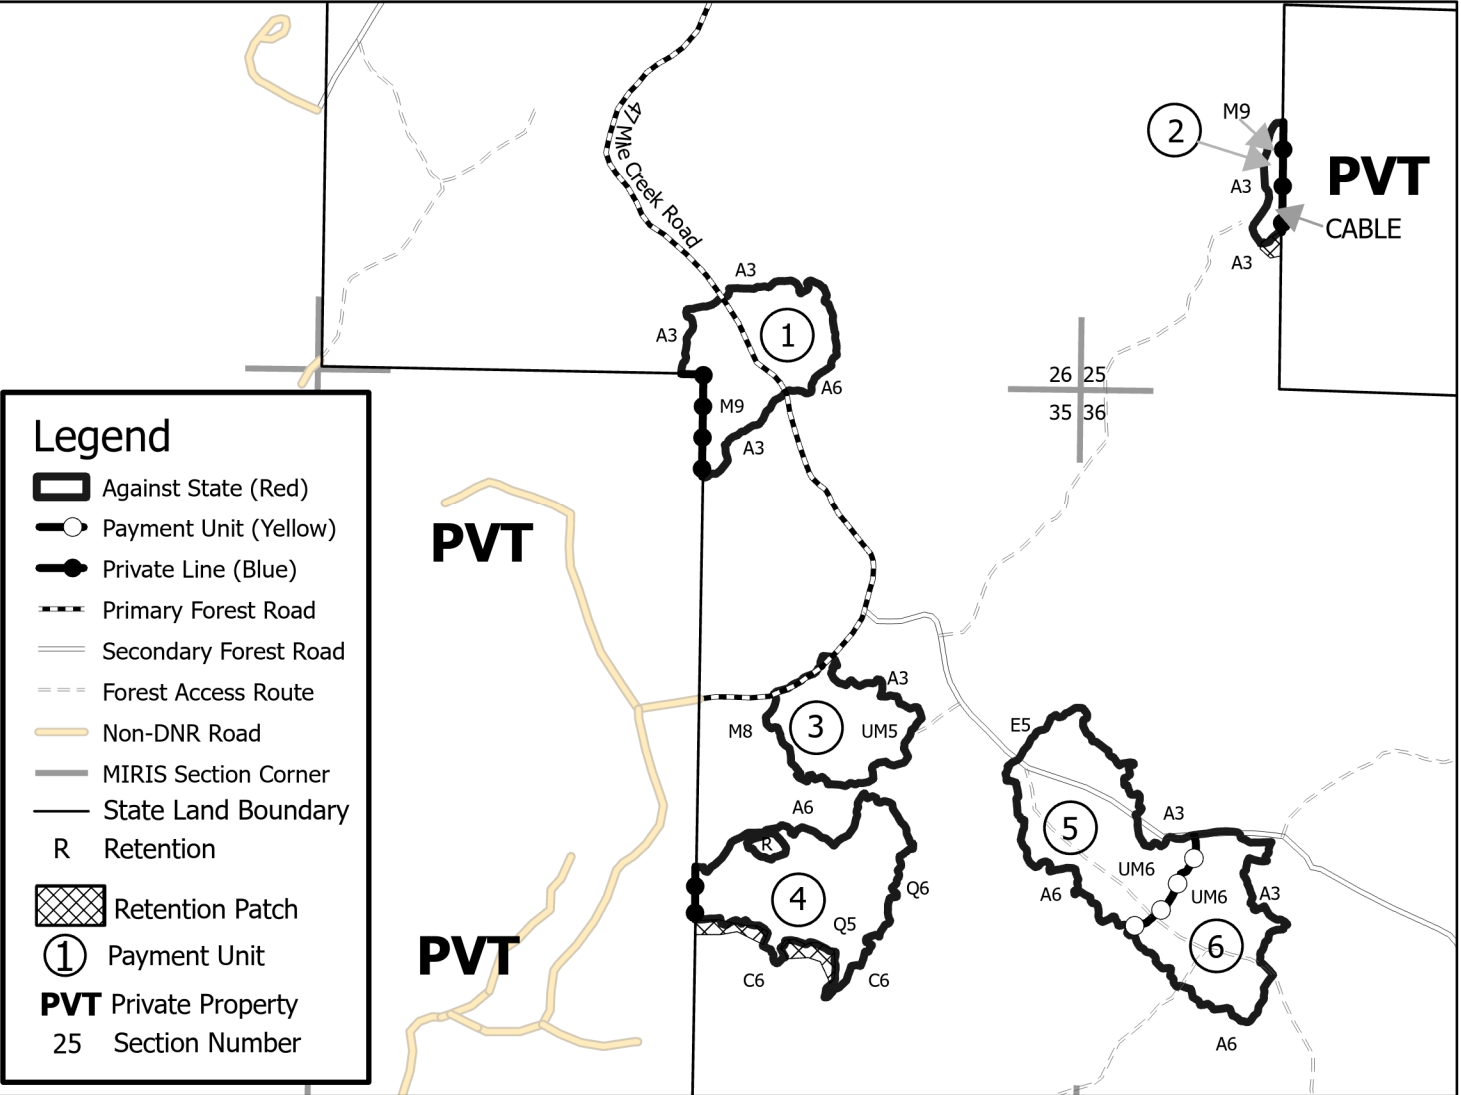 47 Mile Creek Road
M9
2
PVT
A3
CABLE
A3
A3
A3
1
A6
M9
A3
26 25
35 36
PVT
A3
M8
3
UM5
E5
A6
A3
R
5
UM6
4
Q6
A6
UM6
A3
Q5
6
PVT
C6
C6
A6
Legend
Against State (Red)
Payment Unit (Yellow)
Private Line (Blue)
Primary Forest Road
Secondary Forest Road
Forest Access Route
Non-DNR Road
MIRIS Section Corner
State Land Boundary
R Retention
Retention Patch
1 Payment Unit
PVT Private Property
25 Section Number